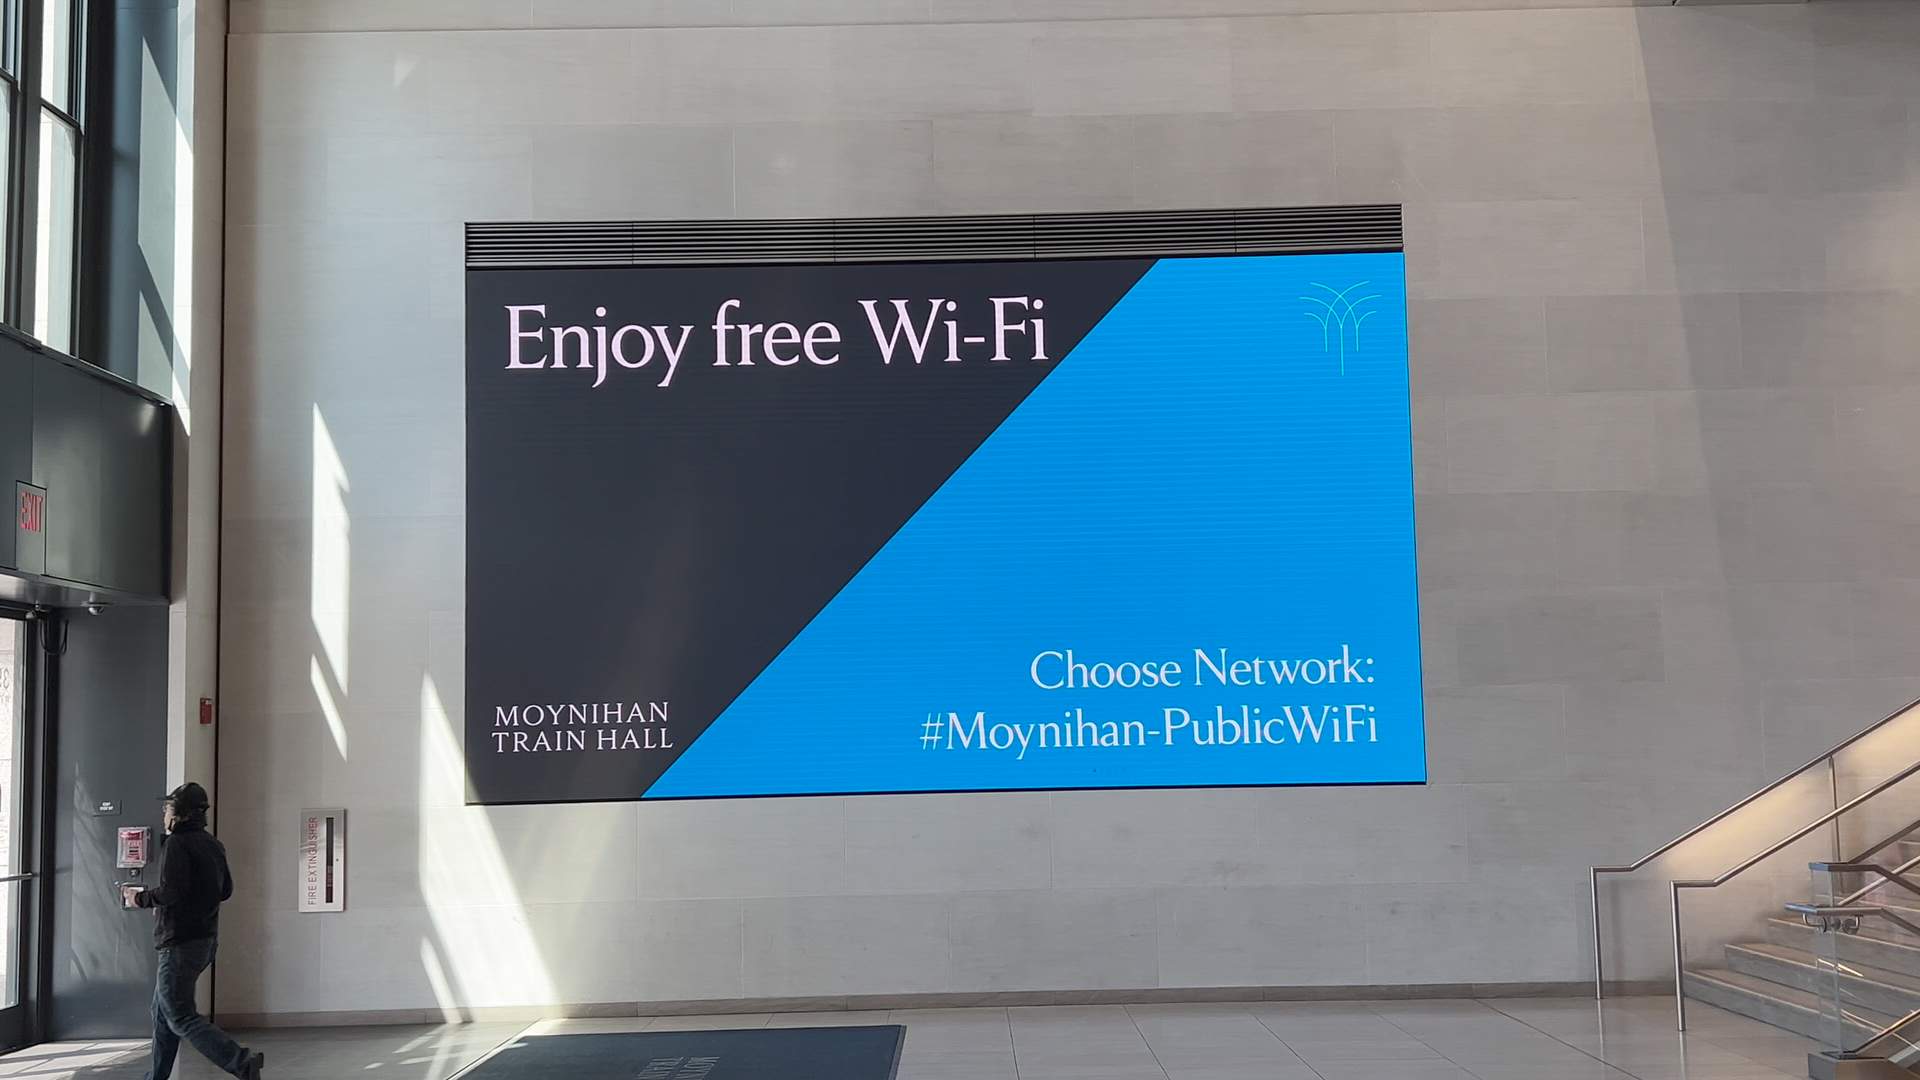 Enjoy free Wi-Fi
MOYNIHAN
TRAIN HALL
Choose Network:
#Moynihan-PublicWiFi
EXIT
FIRE EXTINGUISHER